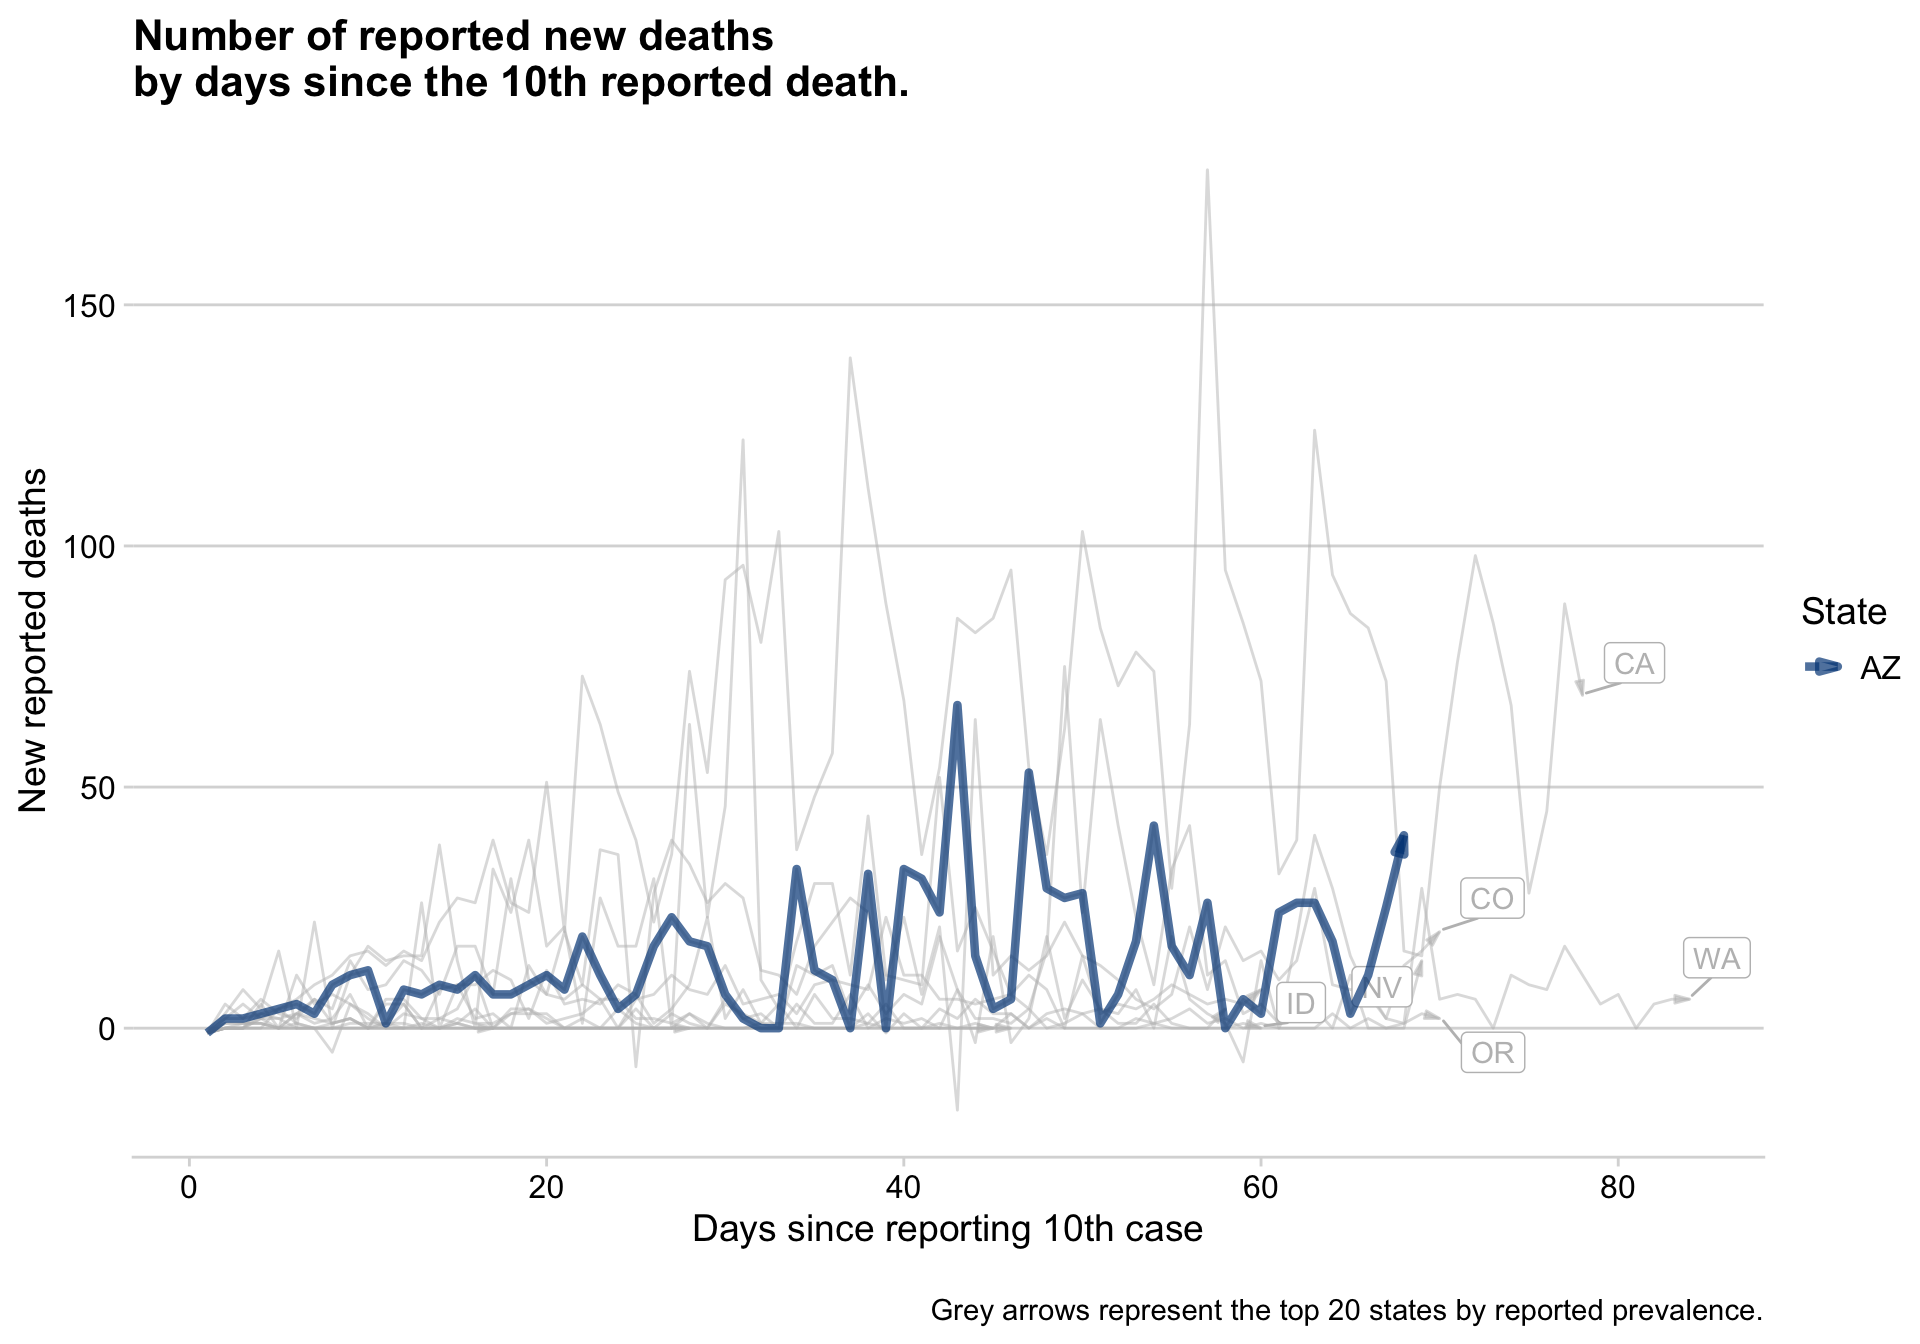 Number of reported new deaths
by days since the 10th reported death.
New reported deaths
150
100
50
0
0
20
40
60
80
Days since reporting 10th case
CA
CO
WA
NV
ID
OR
State
AZ
Grey arrows represent the top 20 states by reported prevalence.